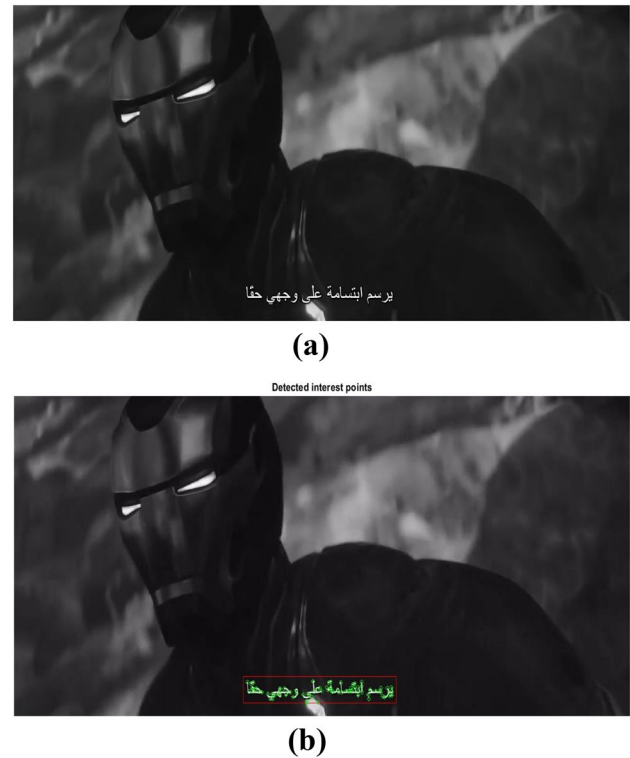 يرسم ابتسامة على وجهي حقًا
(a)
Detected interest points
يرسم ابتسامة على وجهي حقًا
(b)